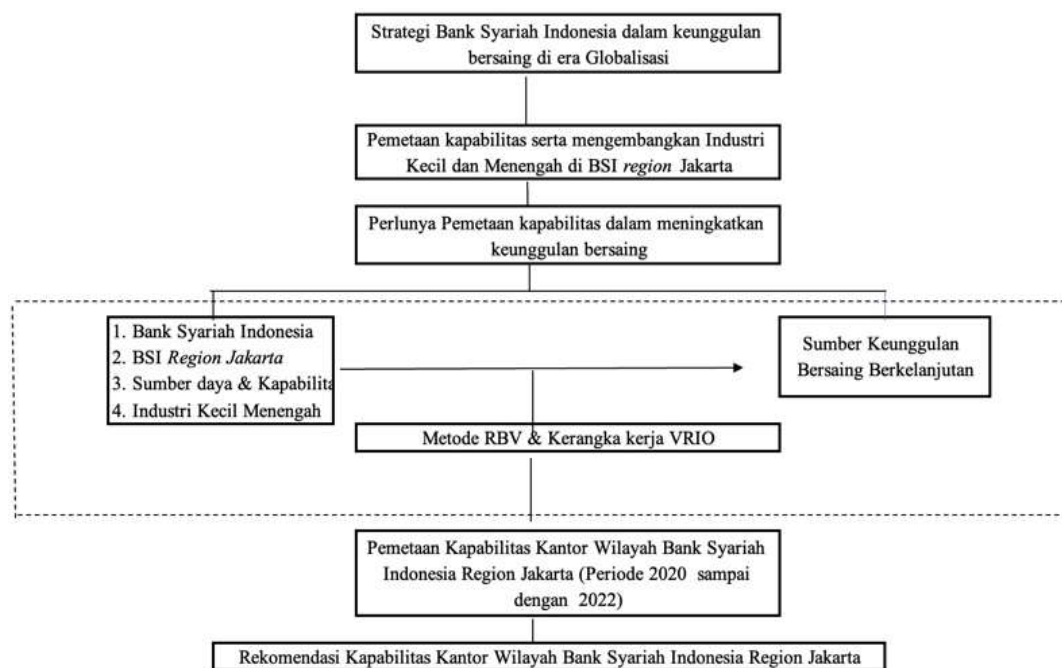 Strategi Bank Syariah Indonesia dalam keunggulan
bersaing di era Globalisasi
Pemetaan kapabilitas serta mengembangkan Industri
Kecil dan Menengah di BSI region Jakarta
Perlunya Pemetaan kapabilitas dalam meningkatkan
keunggulan bersaing
1. Bank Syariah Indonesia
2. BSI Region Jakarta
3. Sumber daya & Kapabilita
4. Industri Kecil Menengah
Sumber Keunggulan
Bersaing Berkelanjutan
Metode RBV & Kerangka kerja VRIO
Pemetaan Kapabilitas Kantor Wilayah Bank Syariah
Indonesia Region Jakarta (Periode 2020 sampai
dengan 2022)
Rekomendasi Kapabilitas Kantor Wilayah Bank Syariah Indonesia Region Jakarta